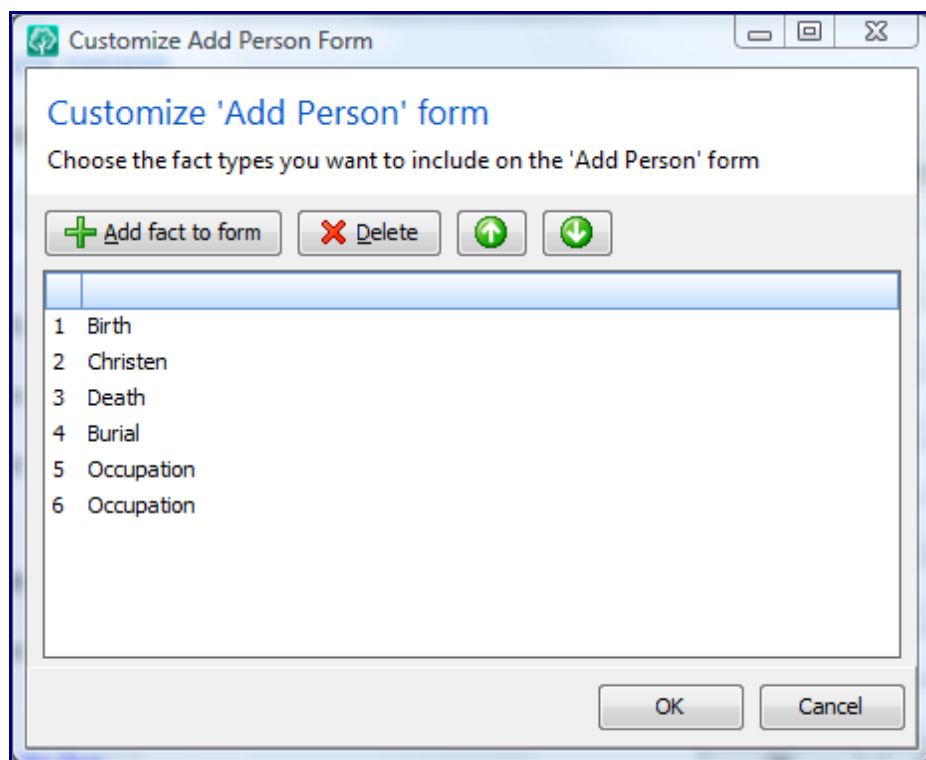 Customize Add Person Form
Customize 'Add Person' form
Choose the fact types you want to include on the 'Add Person' form
Add fact to form Delete
1 Birth
2 Christen
3 Death
4 Burial
5 Occupation
6 Occupation
OK Cancel